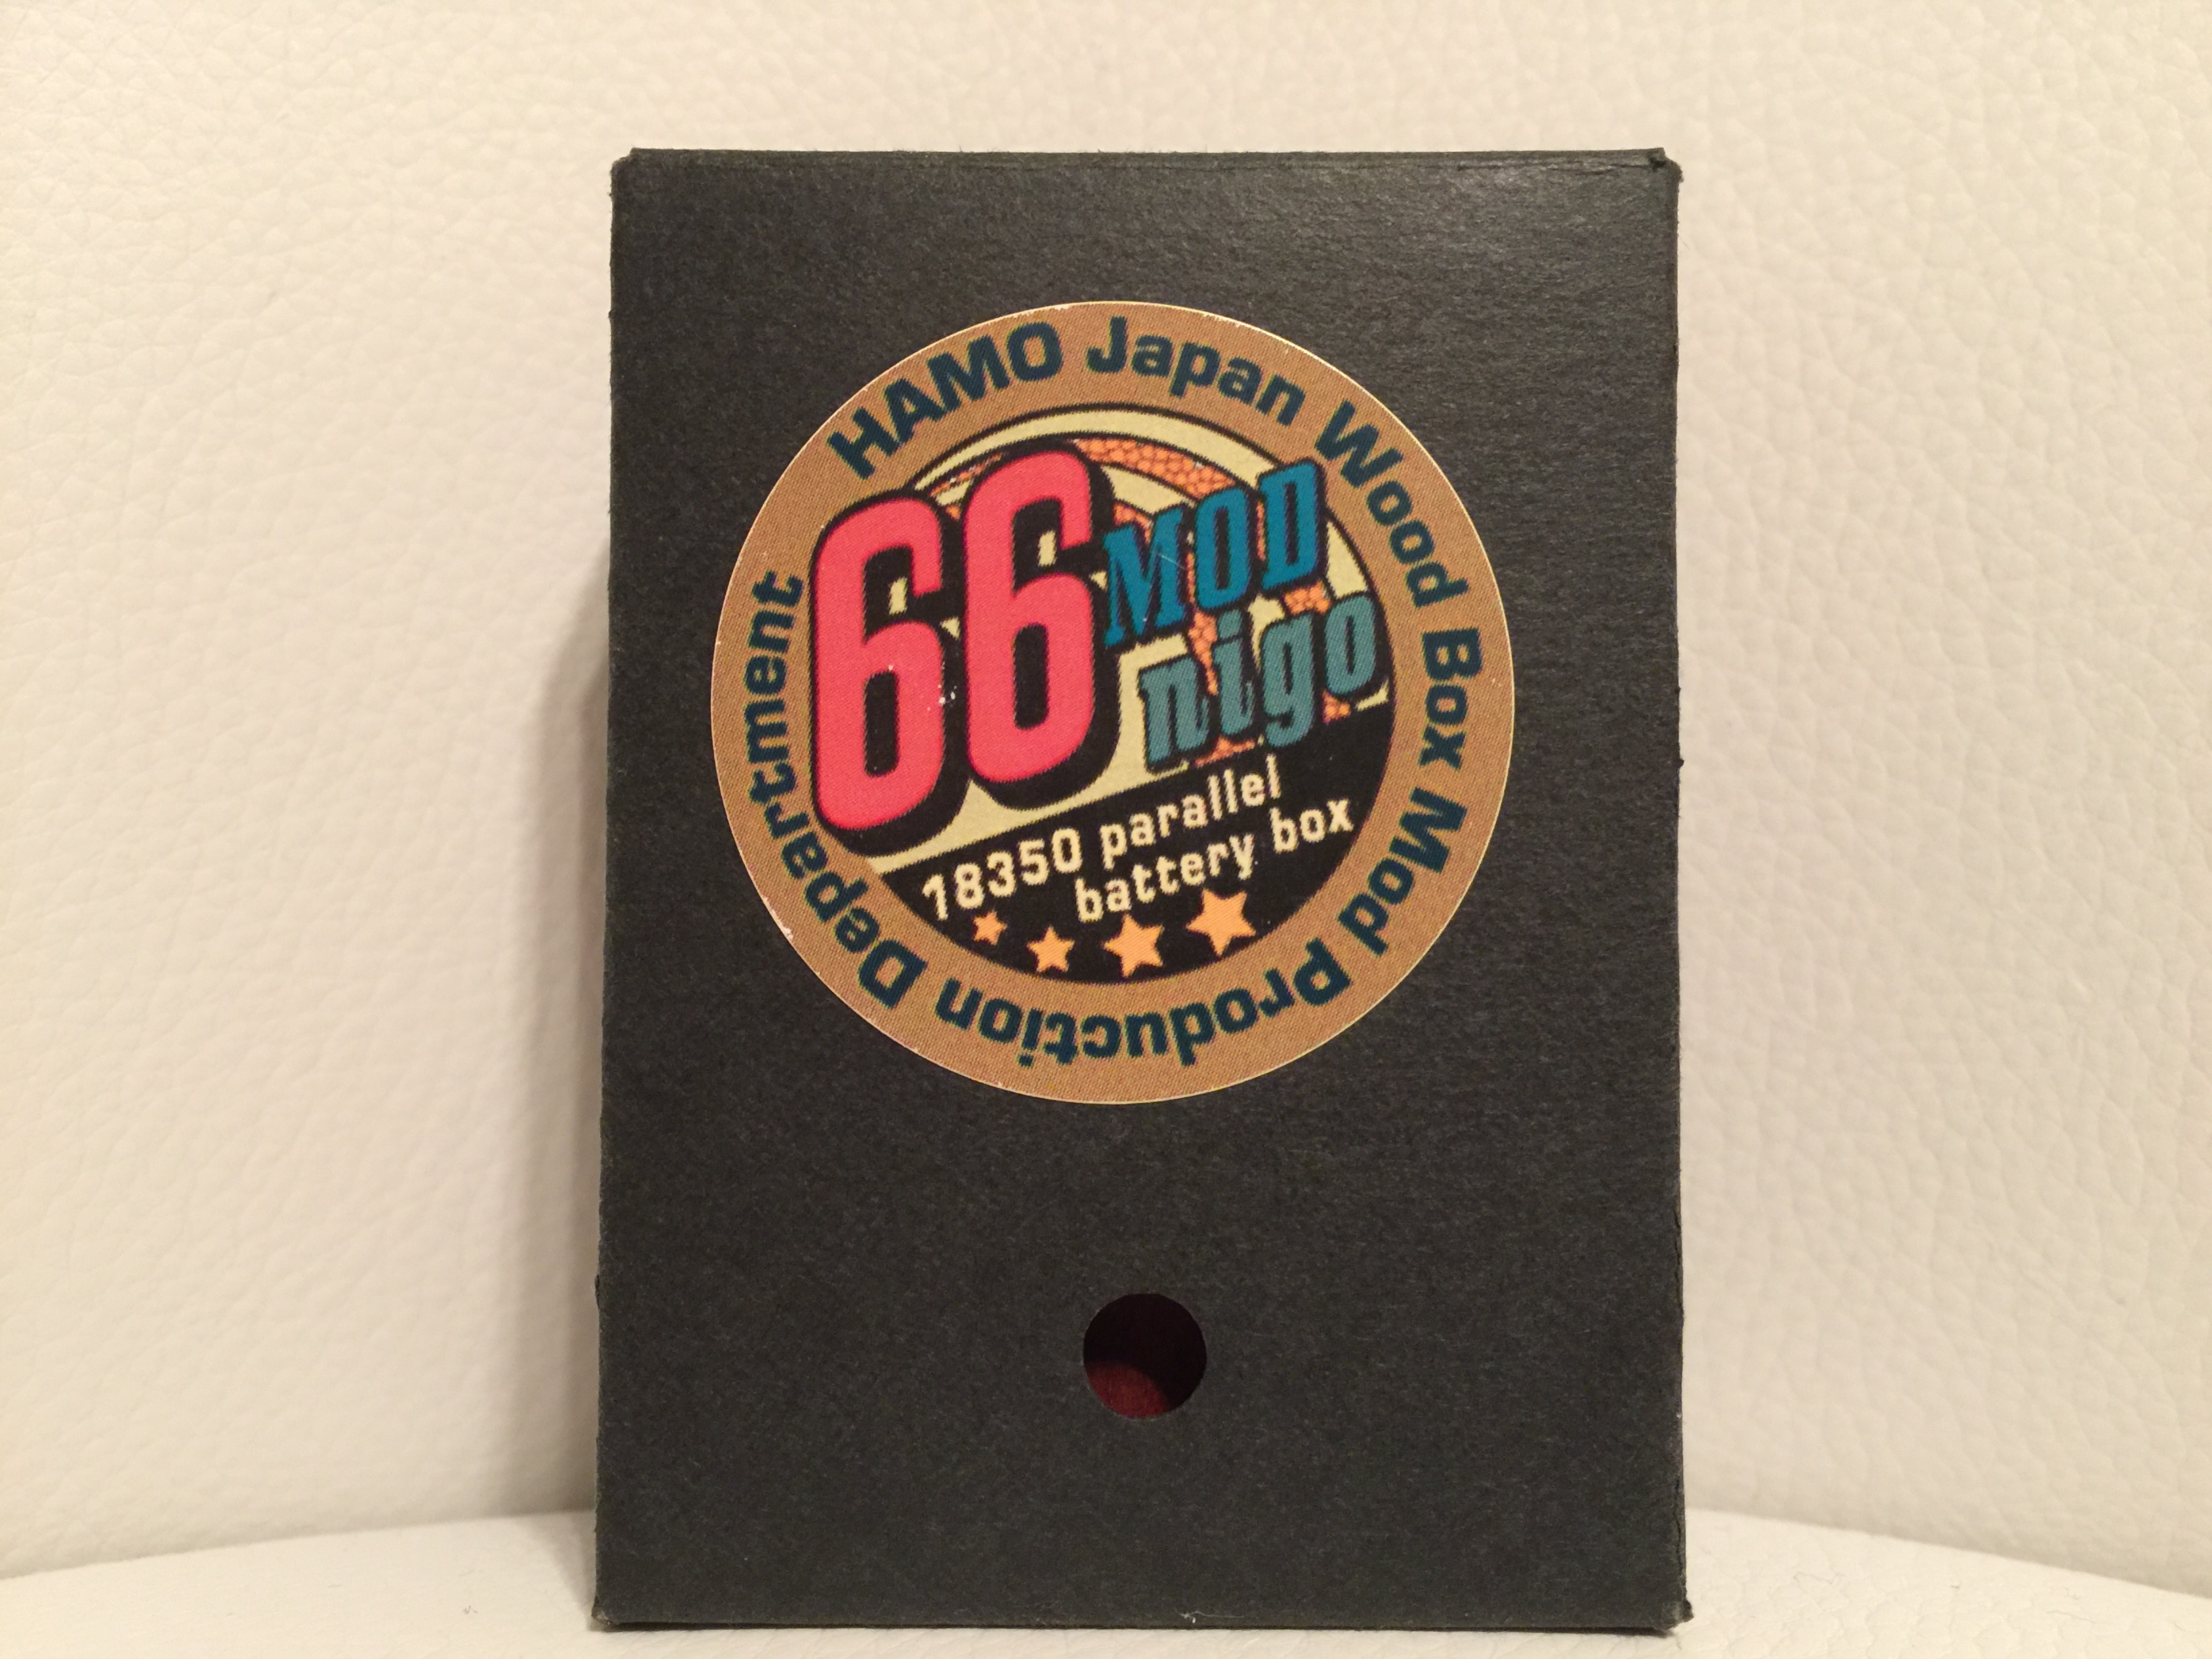 HAMO Japan Wood Box Mod Production Department
66 MOD
nigo
18350 parallel
battery box